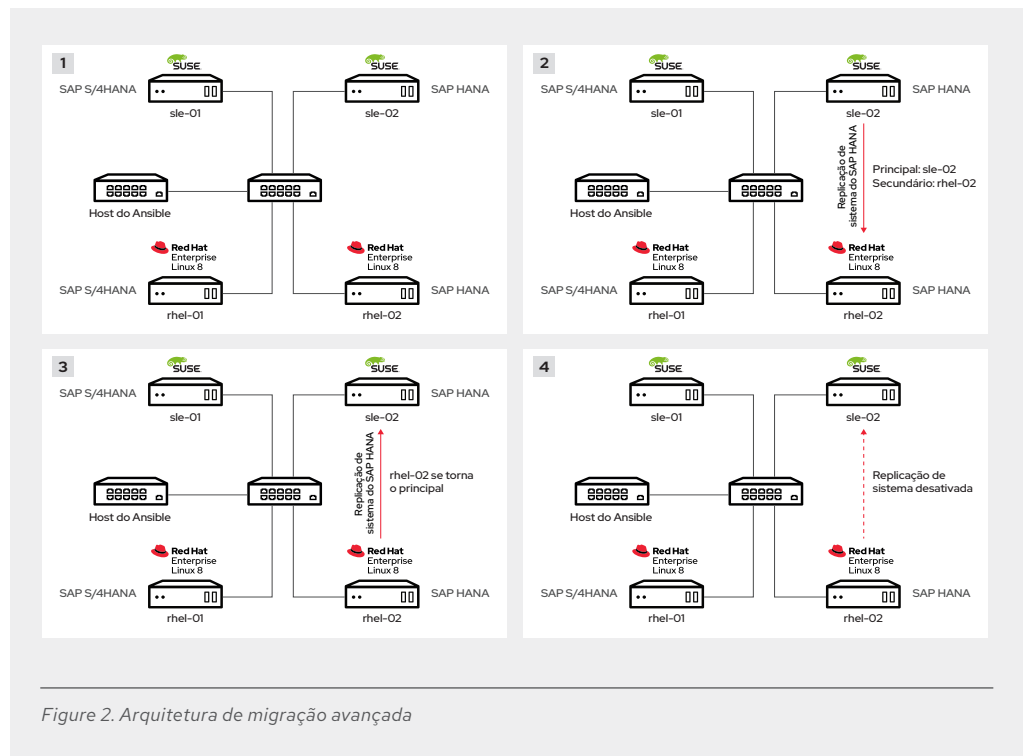 1
SUSE
SUSE
SAP S/4HANA
SAP HANA
sle-01
sle-02
Host do Ansible
Red Hat
Enterprise
Linux 8
Red Hat
Enterprise
Linux 8
SAP S/4HANA
SAP HANA
rhel-01
rhel-02
2
SUSE
SUSE
SAP S/4HANA
SAP HANA
sle-01
sle-02
Replicação de
sistema do SAP HANA
Principal: sle-02
Secundário: rhel-02
Host do Ansible
Red Hat
Enterprise
Linux 8
Red Hat
Enterprise
Linux 8
SAP S/4HANA
SAP HANA
rhel-01
rhel-02
3
SUSE
SUSE
SAP S/4HANA
SAP HANA
sle-01
sle-02
Replicação de
sistema do SAP HANA
rhel-02 se torna
o principal
Host do Ansible
Red Hat
Enterprise
Linux 8
Red Hat
Enterprise
Linux 8
SAP S/4HANA
SAP HANA
rhel-01
rhel-02
4
SUSE
SUSE
sle-01
sle-02
Replicação de
sistema desativada
Host do Ansible
Red Hat
Enterprise
Linux 8
Red Hat
Enterprise
Linux 8
SAP S/4HANA
SAP HANA
rhel-01
rhel-02
Figure 2. Arquitetura de migração avançada